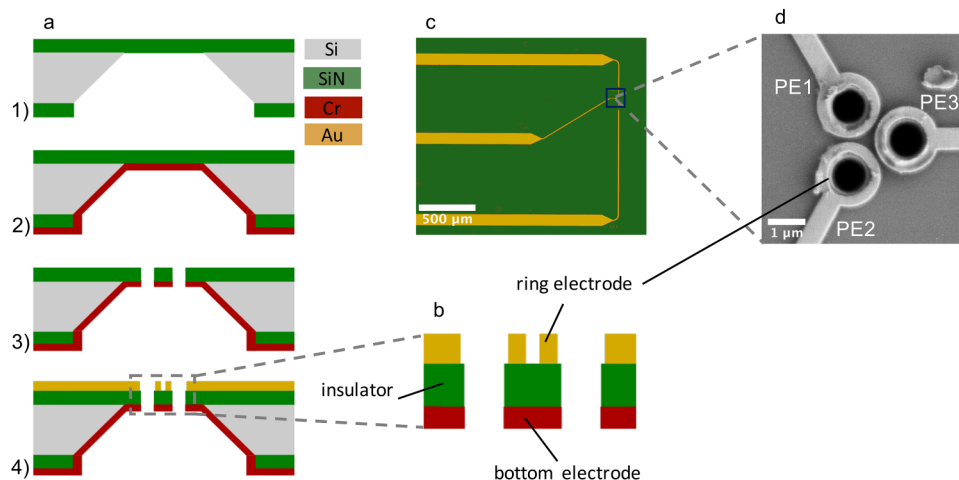 a
Si
SiN
Cr
Au
1)
2)
3)
4)
b
insulator
ring electrode
bottom electrode
c
500 µm
d
PE1
PE3
PE2
1 µm